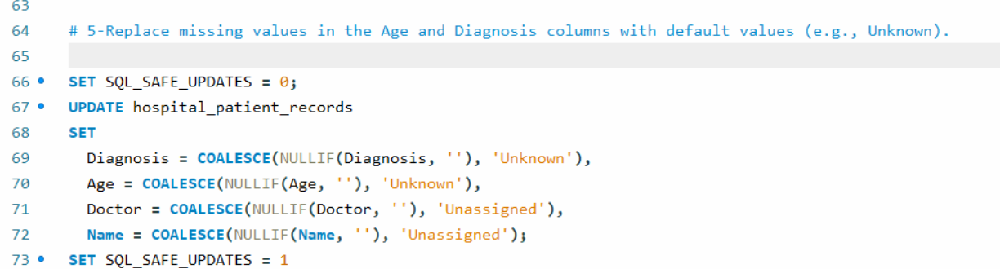 63
64 # 5-Replace missing values in the Age and Diagnosis columns with default values (e.g., Unknown).
65
66 SET SQL_SAFE_UPDATES = 0;
67 UPDATE hospital_patient_records
68 SET
69 Diagnosis = COALESCE(NULLIF(Diagnosis, ''), 'Unknown'),
70 Age = COALESCE(NULLIF(Age, ''), 'Unknown'),
71 Doctor = COALESCE(NULLIF(Doctor, ''), 'Unassigned'),
72 Name = COALESCE(NULLIF(Name, ''), 'Unassigned');
73 SET SQL_SAFE_UPDATES = 1